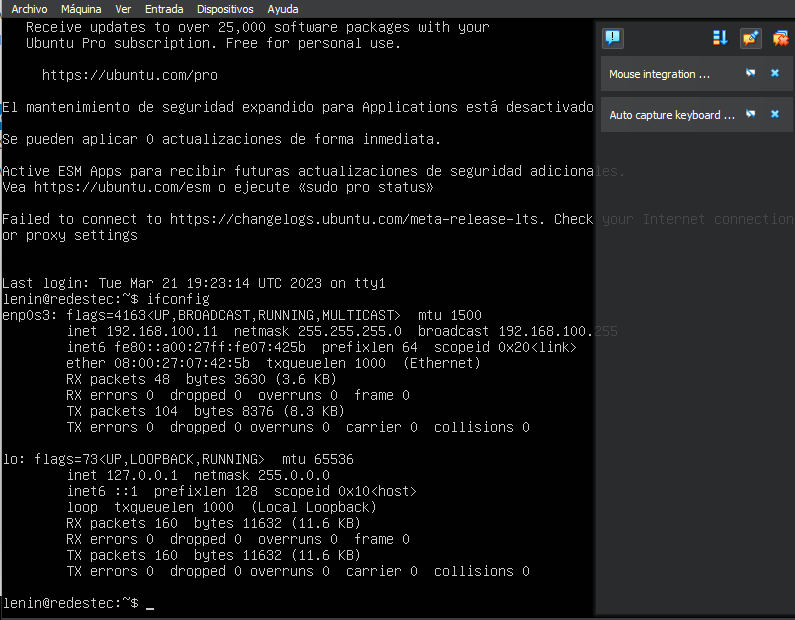 Archivo Máquina Ver Entrada Dispositivos Ayuda
Receive updates to over 25,000 software packages with your
Ubuntu Pro subscription. Free for personal use.
https://ubuntu.com/pro
El mantenimiento de seguridad expandido para Applications está desactivado
Se pueden aplicar 0 actualizaciones de forma inmediata.
Active ESM Apps para recibir futuras actualizaciones de seguridad adicionales.
Vea https://ubuntu.com/esm o ejecute «sudo pro status»
Failed to connect to https://changelogs.ubuntu.com/meta-release-lts. Check your Internet connection
or proxy settings
Last login: Tue Mar 21 19:23:14 UTC 2023 on tty1
lenin@redestec:~$ ifconfig
enp0s3: flags=4163<UP,BROADCAST,RUNNING,MULTICAST>  mtu 1500
inet 192.168.100.11  netmask 255.255.255.0  broadcast 192.168.100.255
inet6 fe80::a00:27ff:fe07:425b  prefixlen 64  scopeid 0x20<link>
ether 08:00:27:07:42:5b  txqueuelen 1000  (Ethernet)
RX packets 48  bytes 3630 (3.6 KB)
RX errors 0  dropped 0  overruns 0  frame 0
TX packets 104  bytes 8376 (8.3 KB)
TX errors 0  dropped 0 overruns 0  carrier 0  collisions 0
lo: flags=73<UP,LOOPBACK,RUNNING>  mtu 65536
inet 127.0.0.1  netmask 255.0.0.0
inet6 ::1  prefixlen 128  scopeid 0x10<host>
loop  txqueuelen 1000  (Local Loopback)
RX packets 160  bytes 11632 (11.6 KB)
RX errors 0  dropped 0  overruns 0  frame 0
TX packets 160  bytes 11632 (11.6 KB)
TX errors 0  dropped 0 overruns 0  carrier 0  collisions 0
lenin@redestec:~$ _
Mouse integration ...
Auto capture keyboard ...